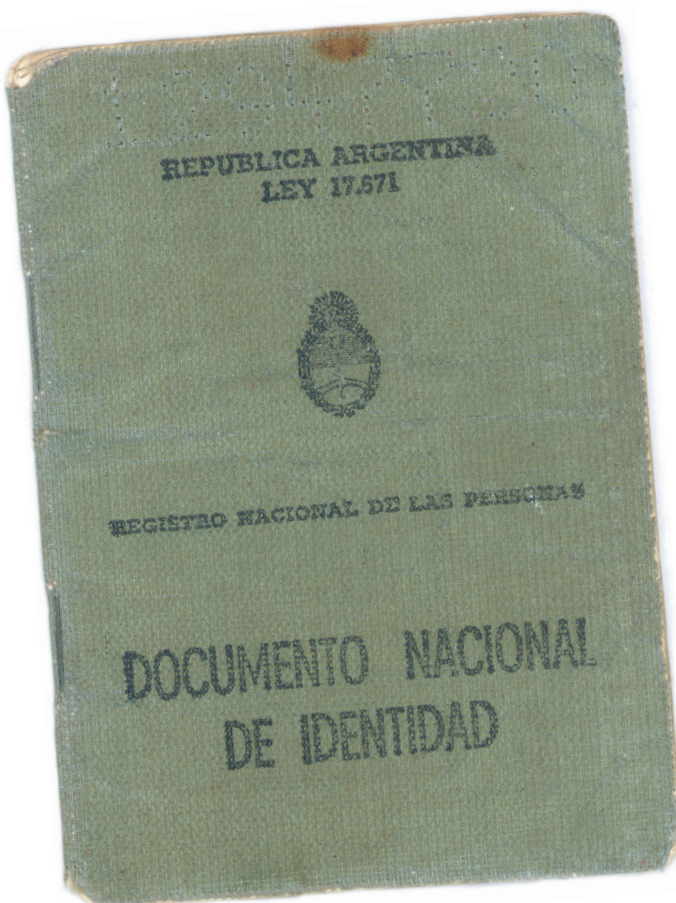 REPUBLICA ARGENTINA
LEY 17.671
REGISTRO NACIONAL DE LAS PERSONAS
DOCUMENTO NACIONAL
DE IDENTIDAD